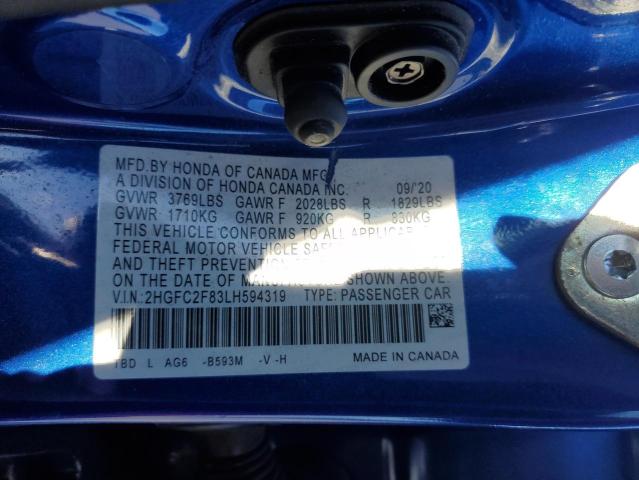 MFD. BY HONDA OF CANADA MFG.
A DIVISION OF HONDA CANADA INC. 09/'20
GVWR 3769LBS GAWR F 2028LBS R 1829LBS
GVWR 1710KG GAWR F 920KG R 830KG
THIS VEHICLE CONFORMS TO ALL APPLICAB
FEDERAL MOTOR VEHICLE
AND THEFT PREVENTION
ON THE DATE OF SHOWN ABOVE.
V.I.N.:2HGFC2F83LH594319 TYPE: PASSENGER CAR
TBD L AG6 -B593M -V -H MADE IN CANADA